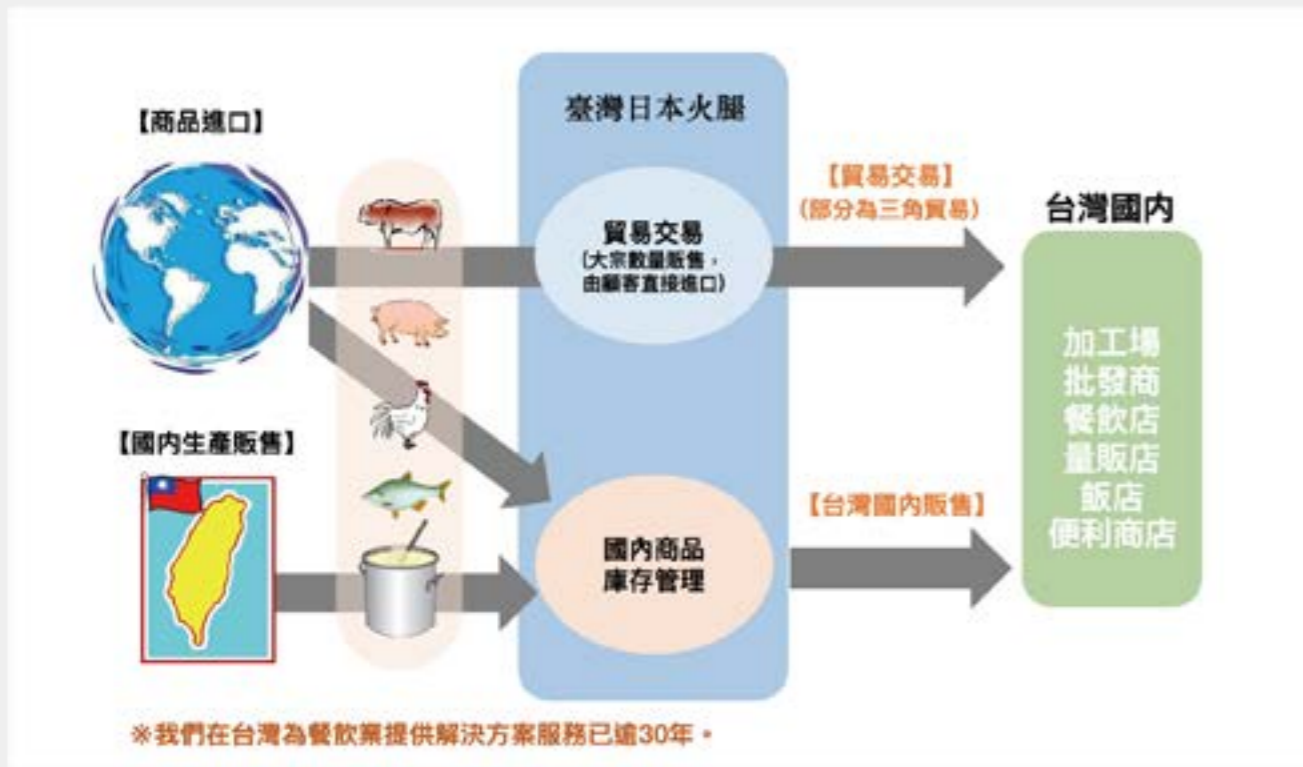 臺灣日本火腿
【商品進口】
【貿易交易】
(部分為三角貿易)
台灣國內
貿易交易
(大宗數量販售，
由顧客直接進口)
加工場
批發商
餐飲店
量販店
飯店
便利商店
【國內生產販售】
【台灣國內販售】
國內商品
庫存管理
※我們在台灣為餐飲業提供解決方案服務已逾30年。